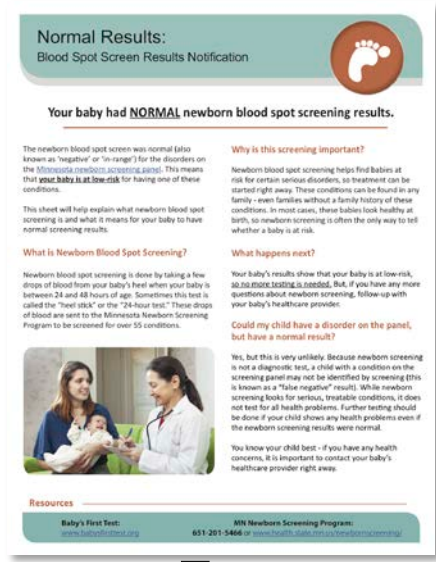 Normal Results:
Blood Spot Screen Results Notification
Your baby had NORMAL newborn blood spot screening results.
The newborn blood spot screen was normal (also
known as 'negative' or 'in-range') for the disorders on
the Minnesota newborn screening panel. This means
that your baby is at low-risk for having one of these
conditions.
This sheet will help explain what newborn blood spot
screening is and what it means for your baby to have
normal screening results.
What is Newborn Blood Spot Screening?
Newborn blood spot screening is done by taking a few
drops of blood from your baby's heel when your baby is
between 24 and 48 hours of age. Sometimes this test is
called the "heel stick" or the "24-hour test." These drops
of blood are sent to the Minnesota Newborn Screening
Program to be screened for over 55 conditions.
Why is this screening important?
Newborn blood spot screening helps find babies at
risk for certain serious disorders, so treatment can be
started right away. These conditions can be found in any
family - even families without a family history of these
conditions. In most cases, these babies look healthy at
birth, so newborn screening is often the only way to tell
whether a baby is at risk.
What happens next?
Your baby's results show that your baby is at low-risk,
so no more testing is needed. But, if you have any more
questions about newborn screening, follow-up with
your baby's healthcare provider.
Could my child have a disorder on the panel,
but have a normal result?
Yes, but this is very unlikely. Because newborn screening
is not a diagnostic test, a child with a condition on the
screening panel may not be identified by screening (this
is known as a "false negative" result). While newborn
screening looks for serious, treatable conditions, it does
not test for all health problems. Further testing should
be done if your child shows any health problems even if
the newborn screening results were normal.
You know your child best - if you have any health
concerns, it is important to contact your baby's
healthcare provider right away.
Resources
Baby's First Test:
www.babysfirsttest.org
MN Newborn Screening Program:
651-201-5466 or www.health.state.mn.us/newbornscreening/